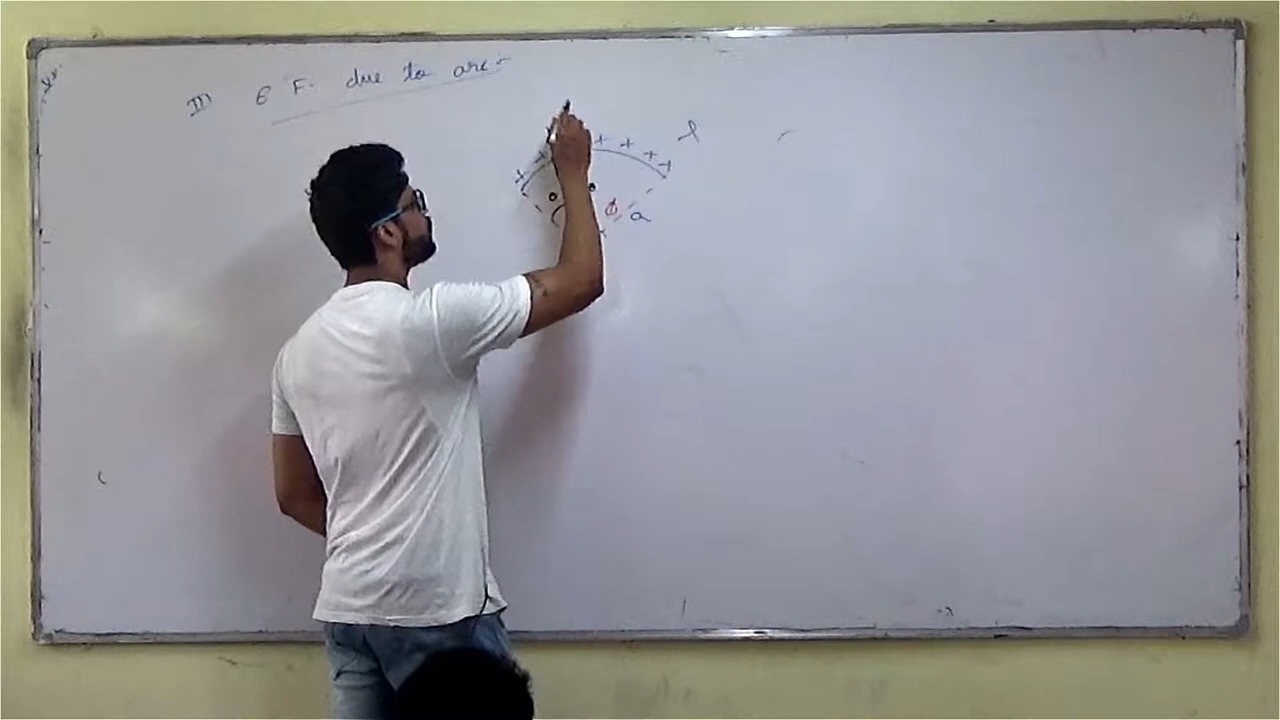 III) E F. due to arc -
+ + + + + + λ
ϕ a